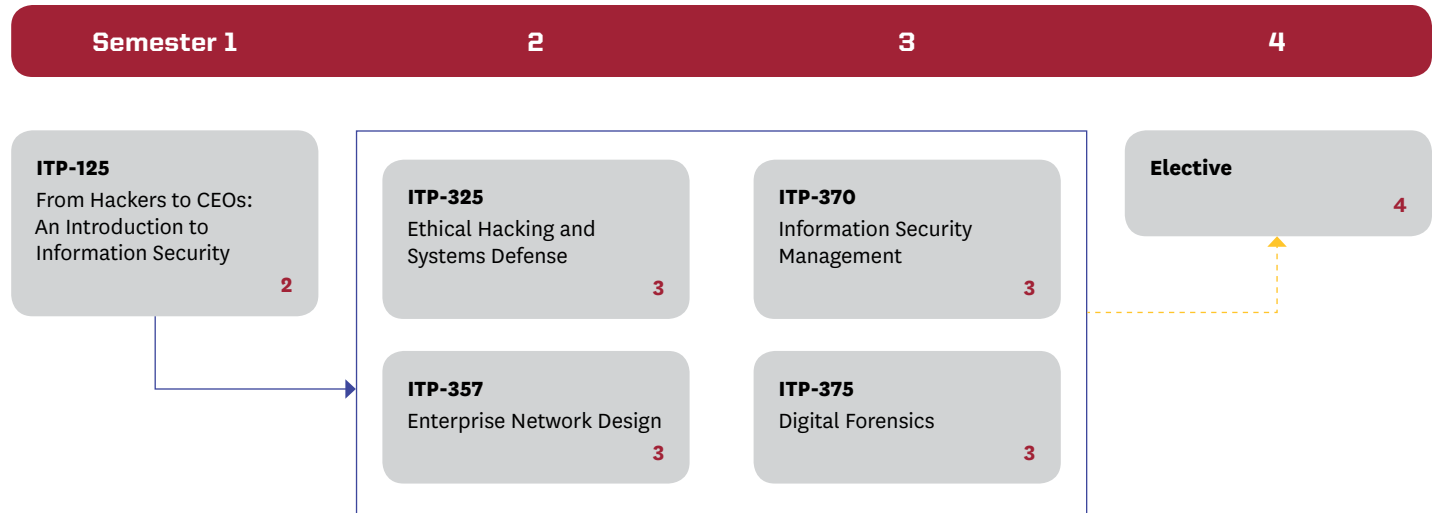 Semester 1 2 3 4
ITP-125
From Hackers to CEOs:
An Introduction to
Information Security
2
ITP-325
Ethical Hacking and
Systems Defense
3
ITP-370
Information Security
Management
3
Elective
4
ITP-357
Enterprise Network Design
3
ITP-375
Digital Forensics
3